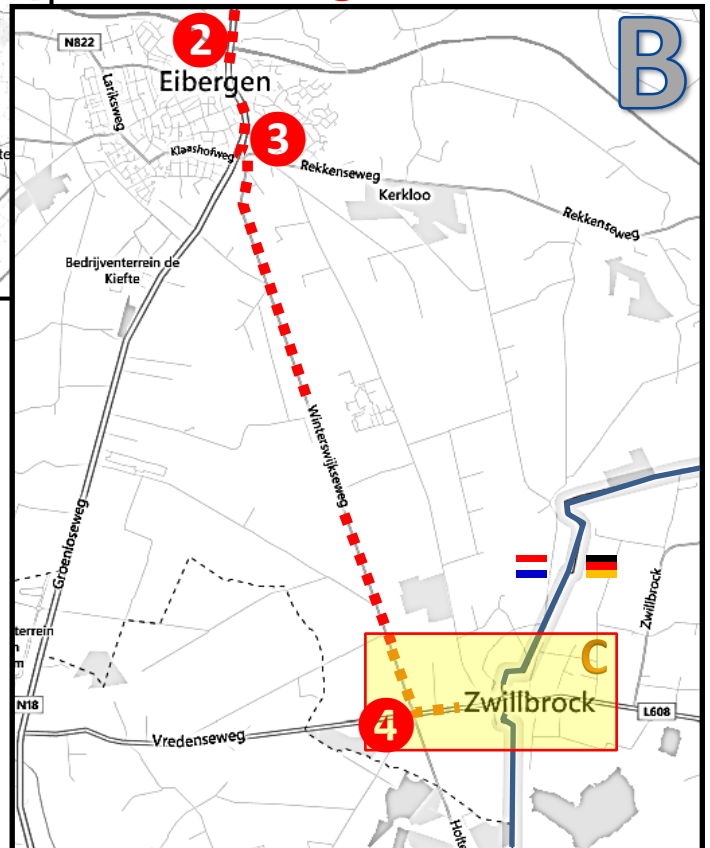 B
2
N822
Eibergen
Lariksweg
3
Klaashofweg
Rekkenseweg
Kerkloo
Rekkenseweg
Bedrijventerrein de
Kiefte
Winterswijkseweg
Groenloseweg
Zwillbrock
C
N18
Zwillbrock
L608
4
Vredenseweg